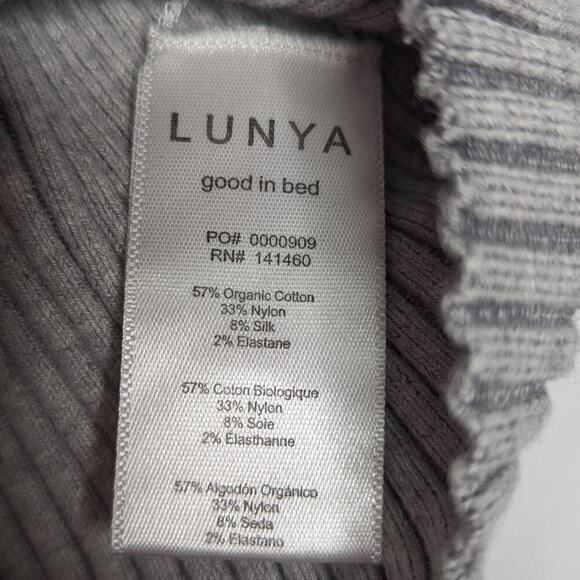 LUNYA
good in bed
PO# 0000909
RN# 141460
57% Organic Cotton
33% Nylon
8% Silk
2% Elastane
57% Coton Biologique
33% Nylon
8% Soie
2% Élasthanne
57% Algodón Orgánico
33% Nylon
8% Seda
2% Elastano